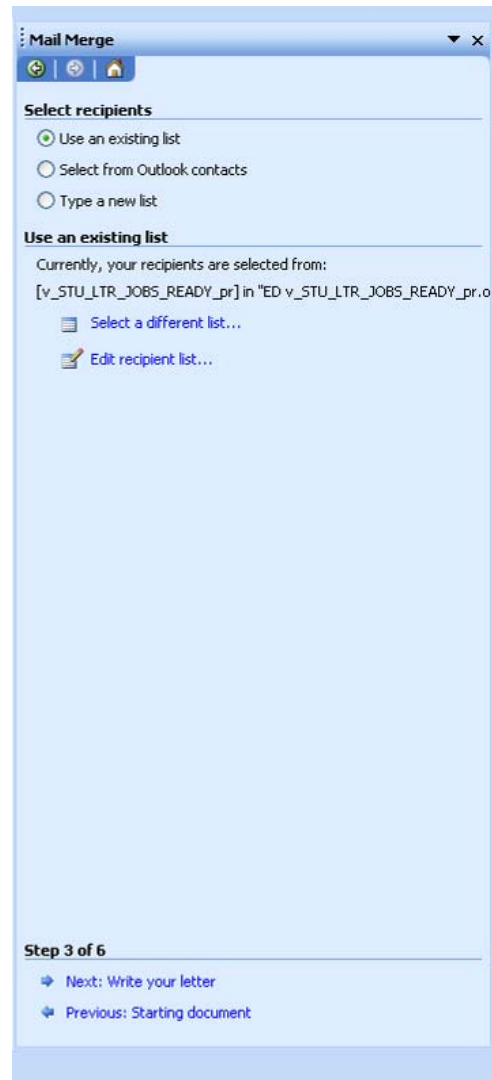 Mail Merge
Select recipients
Use an existing list
Select from Outlook contacts
Type a new list
Use an existing list
Currently, your recipients are selected from:
[v_STU_LTR_JOBS_READY_pr] in "ED v_STU_LTR_JOBS_READY_pr.o
Select a different list...
Edit recipient list...
Step 3 of 6
Next: Write your letter
Previous: Starting document